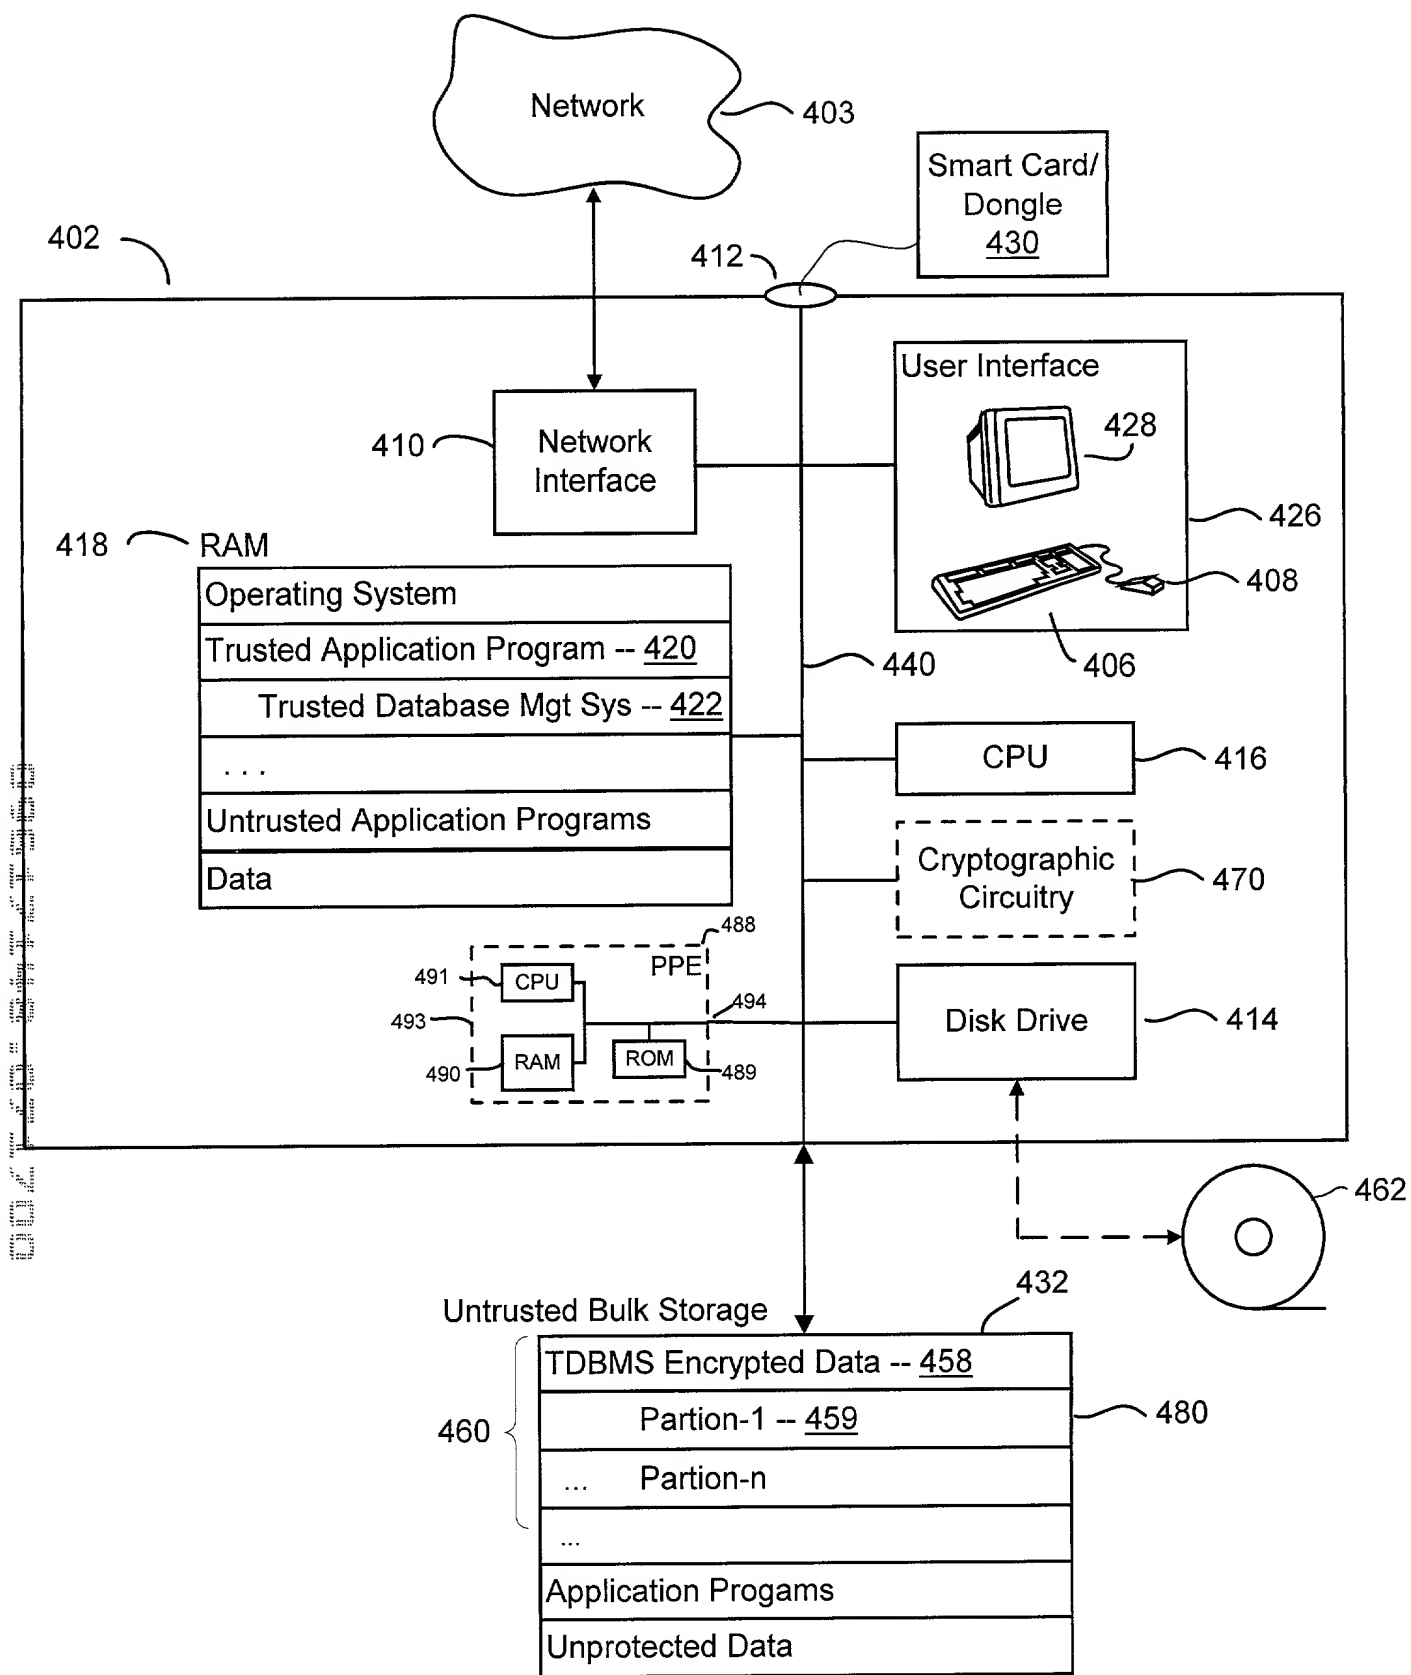 Network
403
Smart Card/
Dongle
430
402
412
User Interface
428
410
Network
Interface
426
418
RAM
408
Operating System
Trusted Application Program -- 420
440
406
Trusted Database Mgt Sys -- 422
CPU
416
. . .
Untrusted Application Programs
Cryptographic
Circuitry
470
Data
488
PPE
491
CPU
494
493
Disk Drive
414
490
RAM
ROM
489
462
432
Untrusted Bulk Storage
TDBMS Encrypted Data -- 458
460
Partion-1 -- 459
480
... Partion-n
...
Application Progams
Unprotected Data